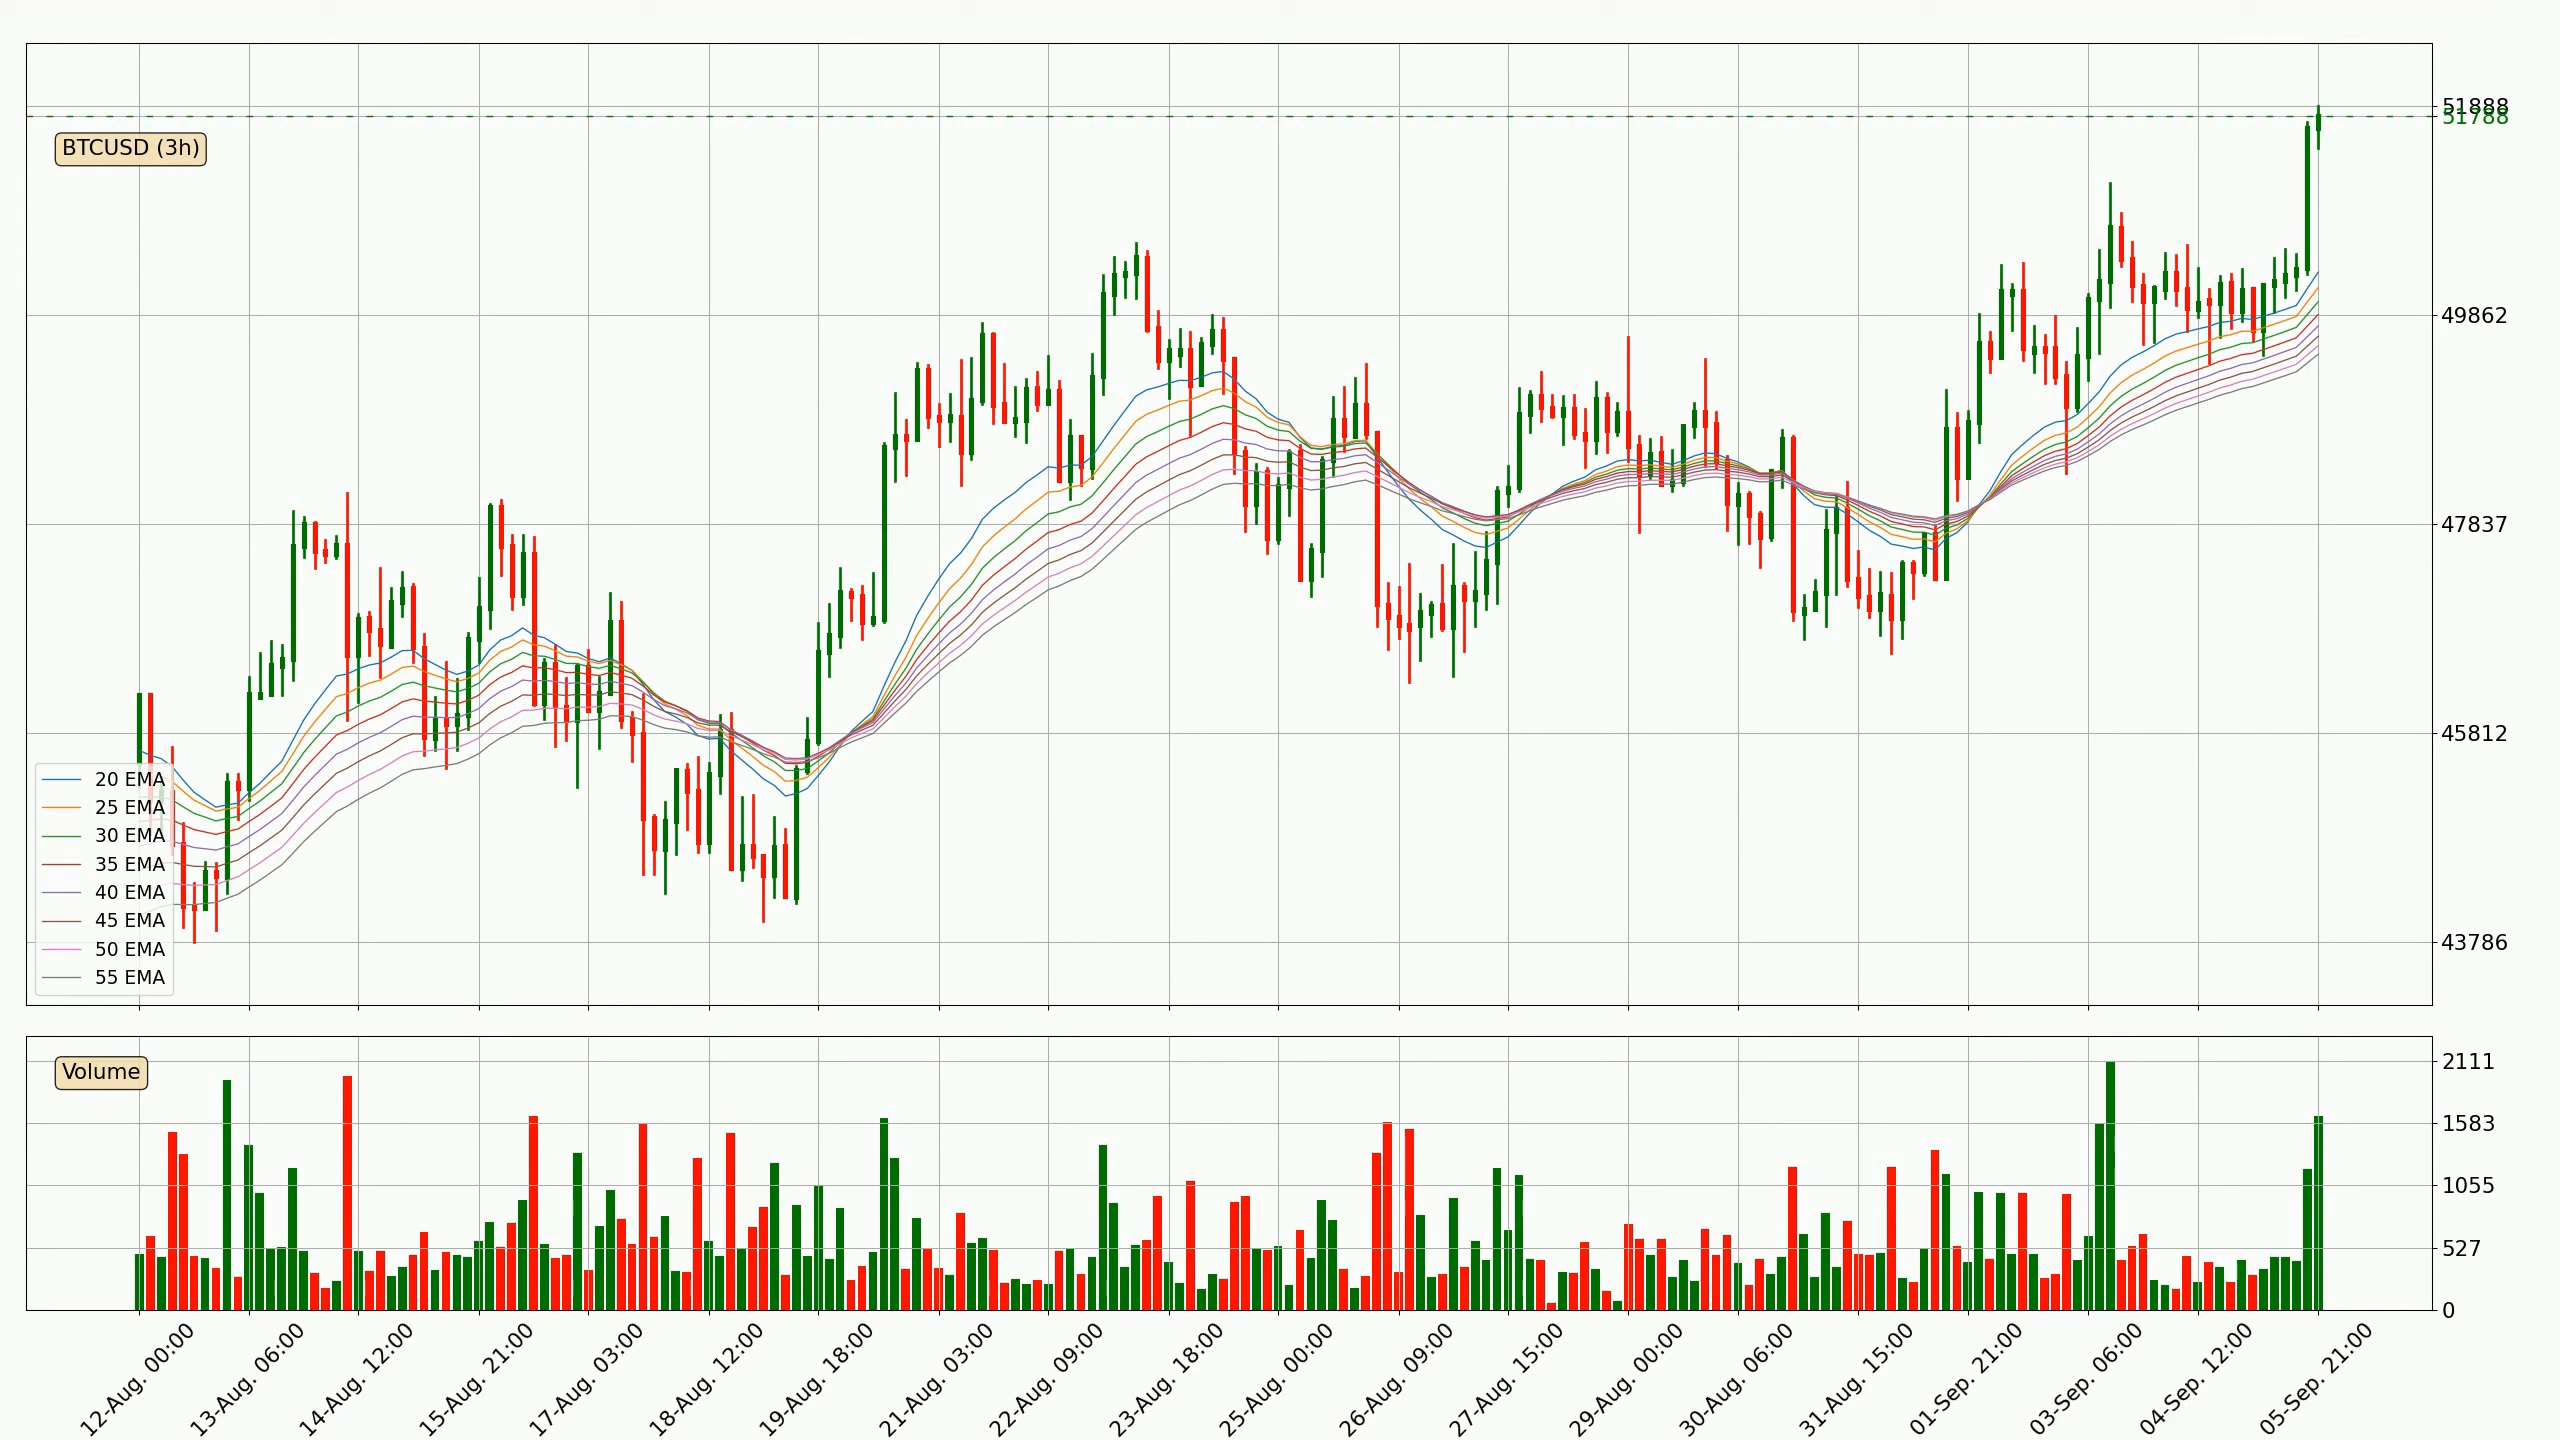 51888
51788
BTCUSD (3h)
49862
47837
45812
20 EMA
25 EMA
30 EMA
35 EMA
40 EMA
45 EMA
50 EMA
55 EMA
43786
Volume
2111
1583
1055
527
0
12-Aug. 00:00
13-Aug. 06:00
14-Aug. 12:00
15-Aug. 21:00
17-Aug. 03:00
18-Aug. 12:00
19-Aug. 18:00
21-Aug. 03:00
22-Aug. 09:00
23-Aug. 18:00
25-Aug. 00:00
26-Aug. 09:00
27-Aug. 15:00
29-Aug. 00:00
30-Aug. 06:00
31-Aug. 15:00
01-Sep. 21:00
03-Sep. 06:00
04-Sep. 12:00
05-Sep. 21:00